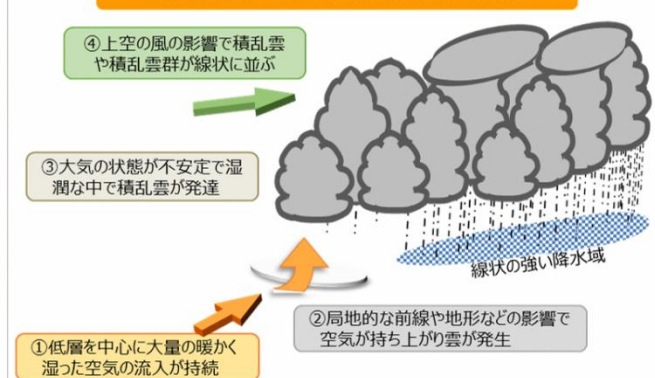 ④上空の風の影響で積乱雲
や積乱雲群が線状に並ぶ
③大気の状態が不安定で湿
潤な中で積乱雲が発達
線状の強い降水域
②局地的な前線や地形などの影響で
空気が持ち上がり雲が発生
①低層を中心に大量の暖かく
湿った空気の流入が持続